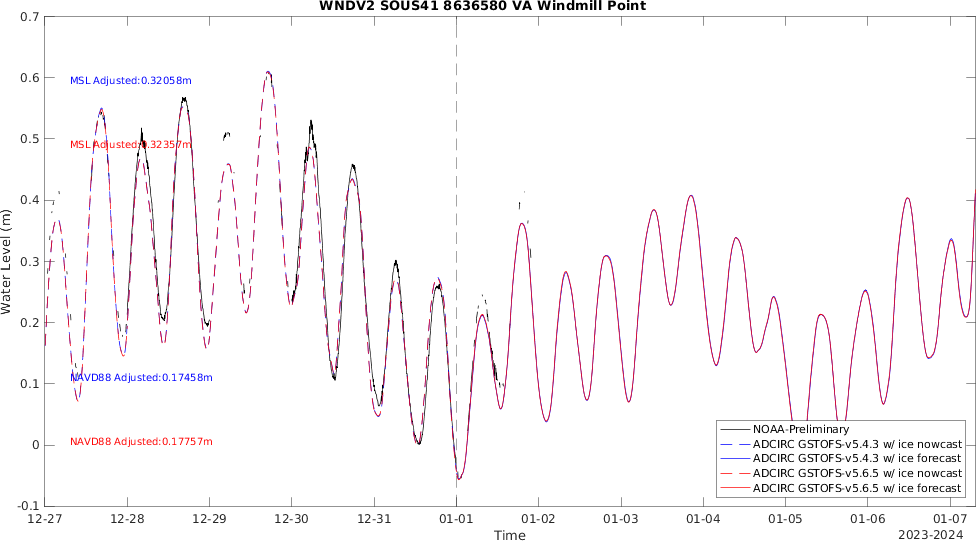 WNDV2 SOUS41 8636580 VA Windmill Point
0.7
0.6
0.5
0.4
0.3
0.2
0.1
0
-0.1
Water Level (m)
MSL Adjusted:0.32058m
MSL Adjusted:0.32357m
NAVD88 Adjusted:0.17458m
NAVD88 Adjusted:0.17757m
NOAA-Preliminary
ADCIRC GSTOFS-v5.4.3 w/ ice nowcast
ADCIRC GSTOFS-v5.4.3 w/ ice forecast
ADCIRC GSTOFS-v5.6.5 w/ ice nowcast
ADCIRC GSTOFS-v5.6.5 w/ ice forecast
12-27 12-28 12-29 12-30 12-31 01-01 01-02 01-03 01-04 01-05 01-06 01-07
Time
2023-2024